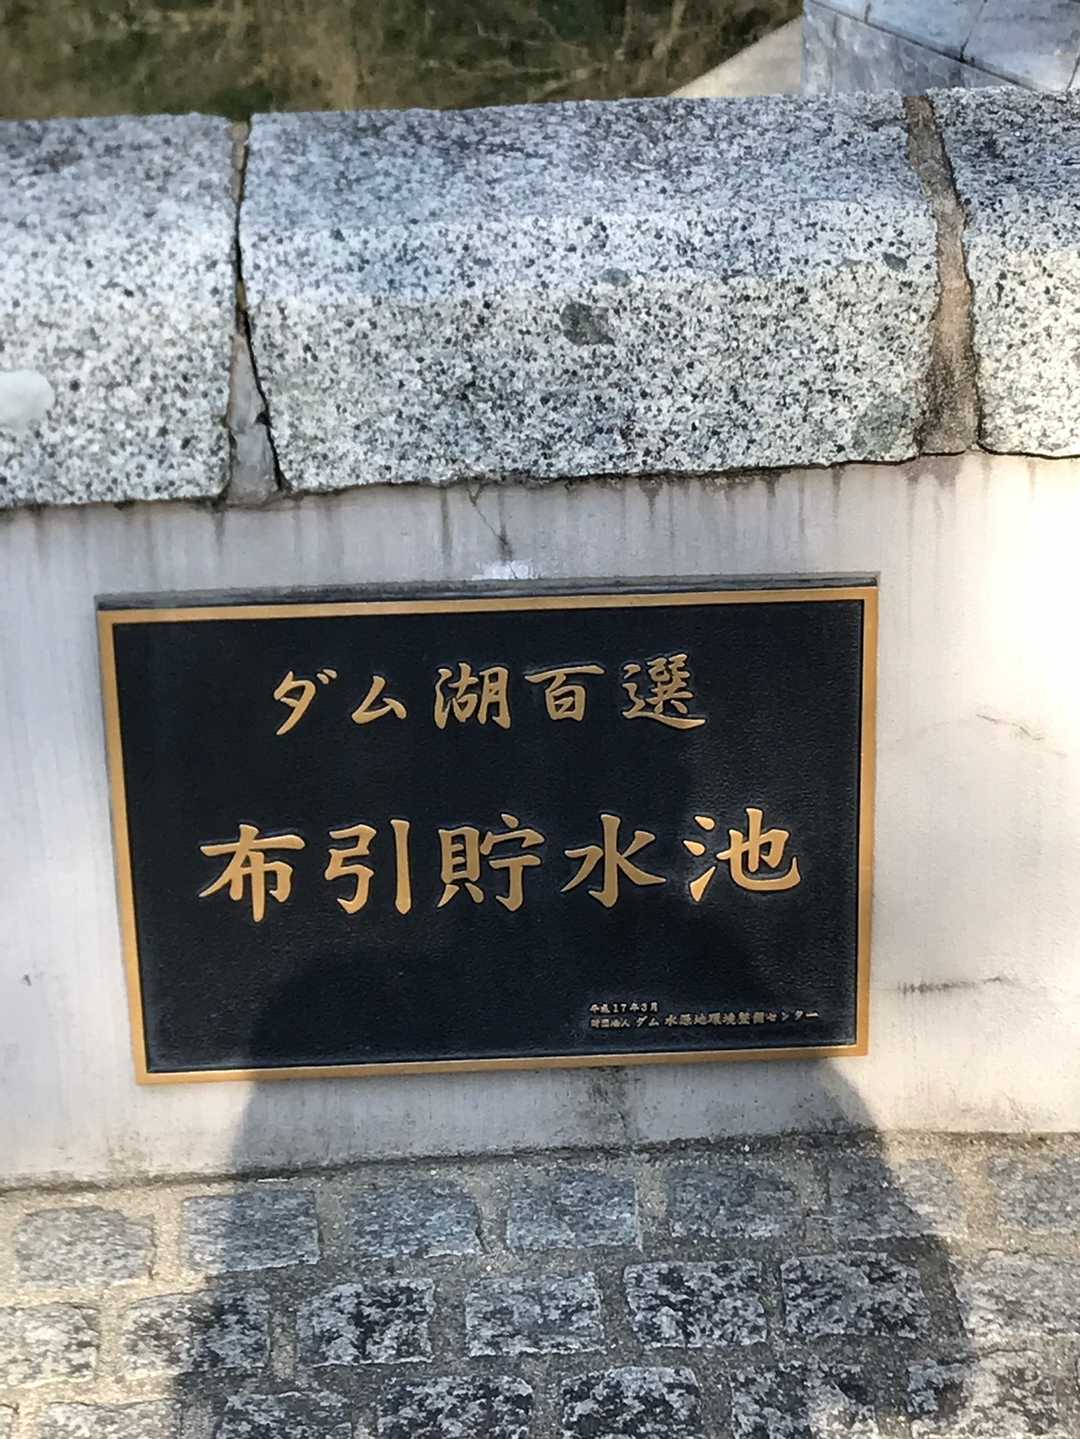 ダム湖百選
布引貯水池
平成17年3月
財団法人 ダム水源地環境整備センター